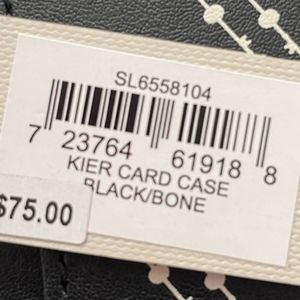 SL6558104
7 23764 61918 8
KIER CARD CASE
BLACK/BONE
$75.00